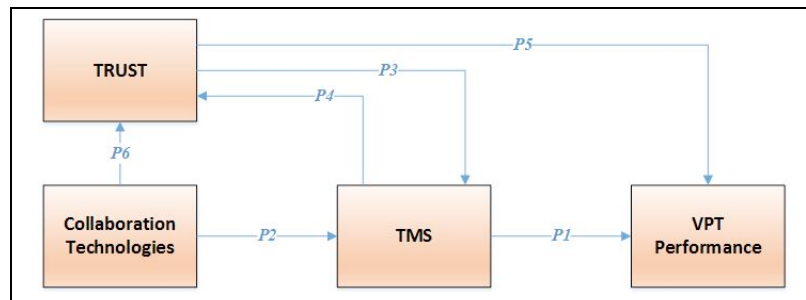 P5
TRUST
P3
P4
P6
Collaboration
Technologies
P2
TMS
P1
VPT
Performance